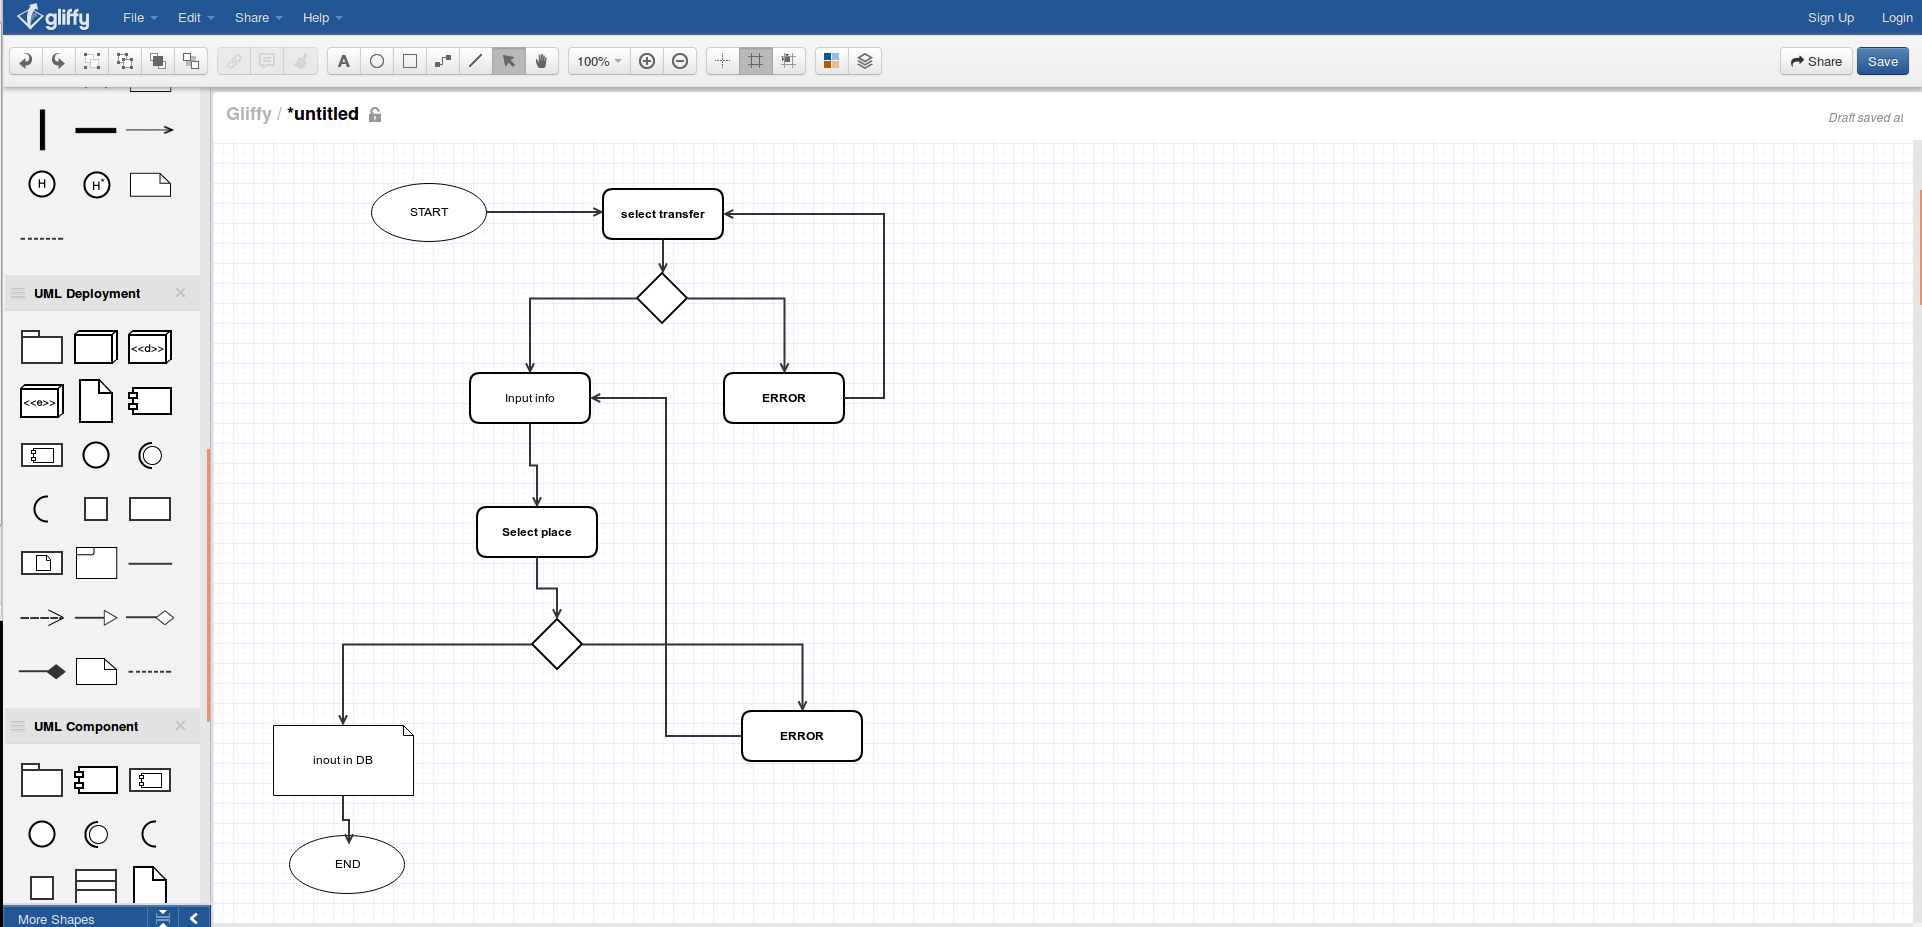 gliffy
File Edit Share Help
Sign Up Login
A
100%
Share
Save
Gliffy / *untitled
Draft saved at
H H*
UML Deployment
<<d>>
<<e>>
UML Component
More Shapes
START
select transfer
Input info
ERROR
Select place
ERROR
inout in DB
END